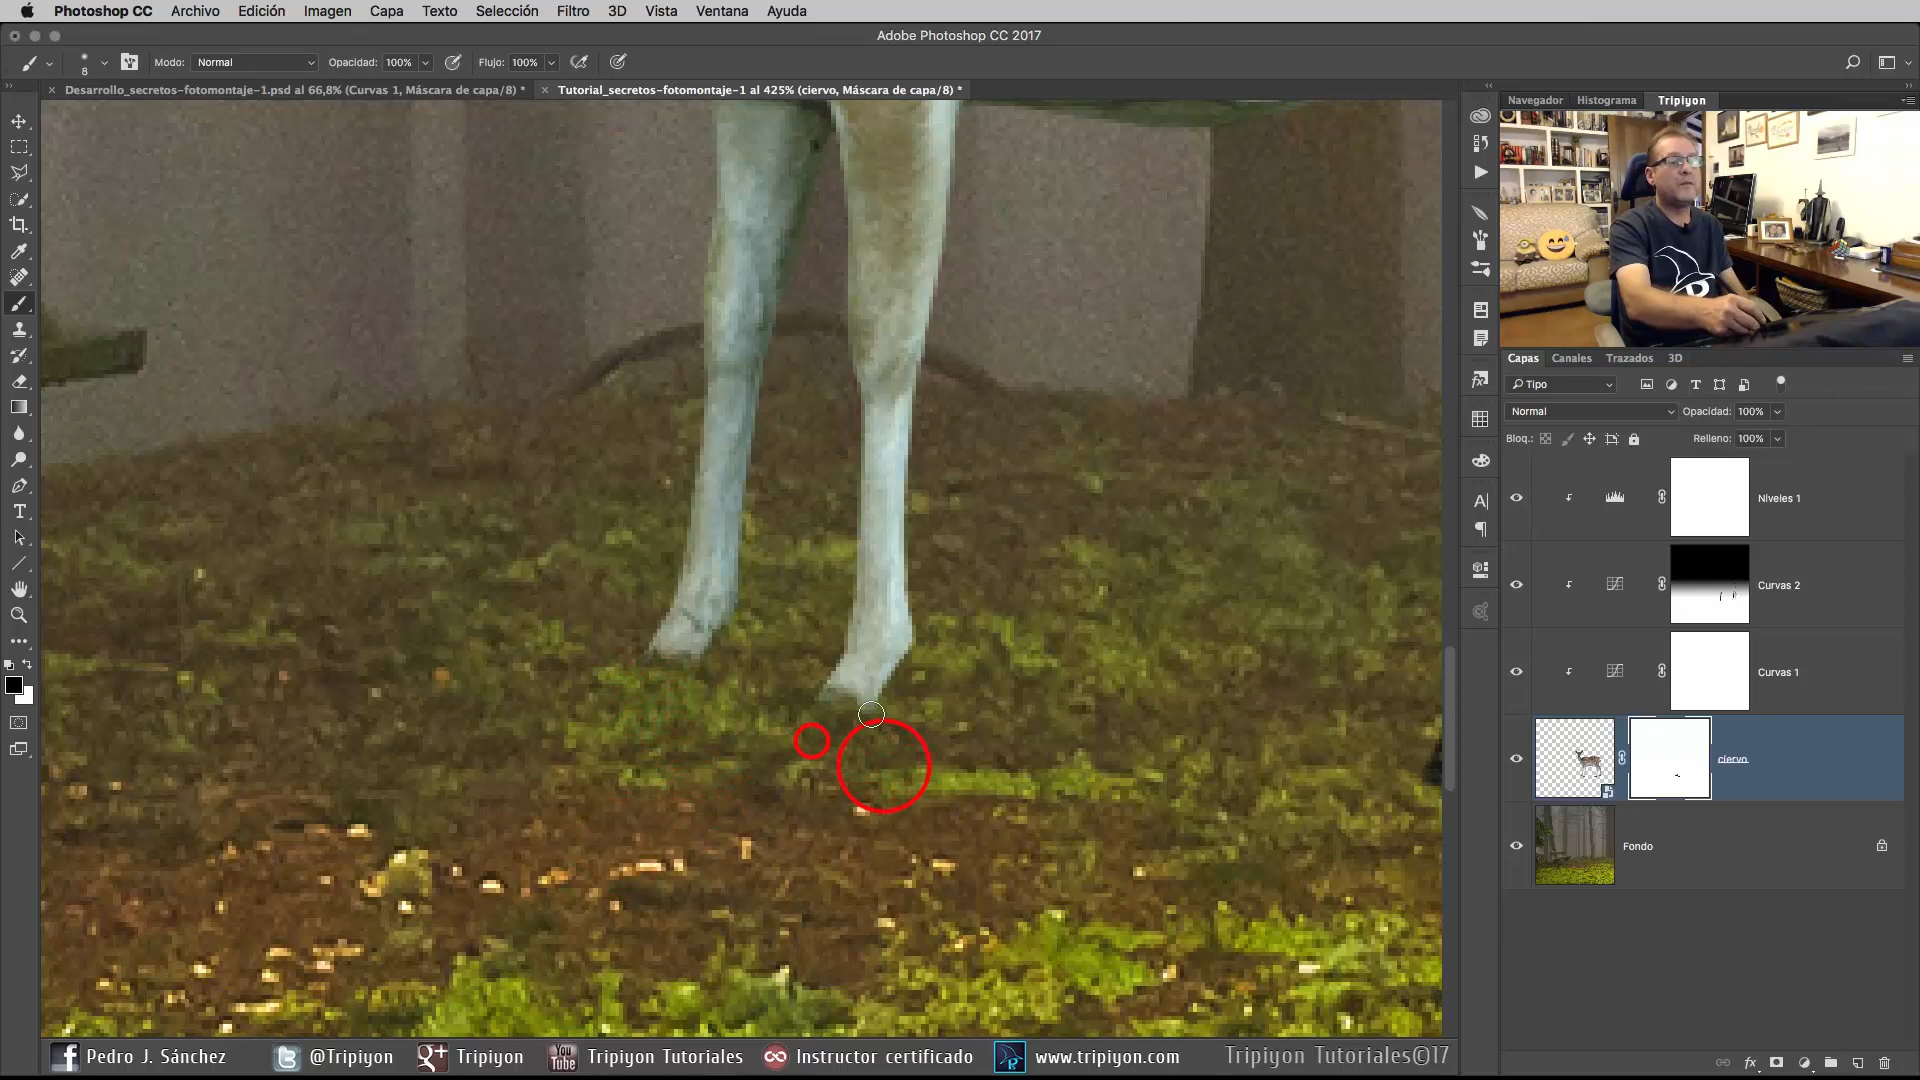 Photoshop CC Archivo Edición Imagen Capa Texto Selección Filtro 3D Vista Ventana Ayuda
Adobe Photoshop CC 2017
8 Modo: Normal Opacidad: 100% Flujo: 100%
Desarrollo_secretos-fotomontaje-1.psd al 66,8% (Curvas 1, Máscara de capa/8) * Tutorial_secretos-fotomontaje-1 al 425% (ciervo, Máscara de capa/8) *
Navegador Histograma Tripiyon
Capas Canales Trazados 3D
Tipo
Normal Opacidad: 100%
Bloq.: Relleno: 100%
Niveles 1
Curvas 2
Curvas 1
ciervo
Fondo
Pedro J. Sánchez @Tripiyon Tripiyon You Tube Tripiyon Tutoriales Instructor certificado www.tripiyon.com Tripiyon Tutoriales©17